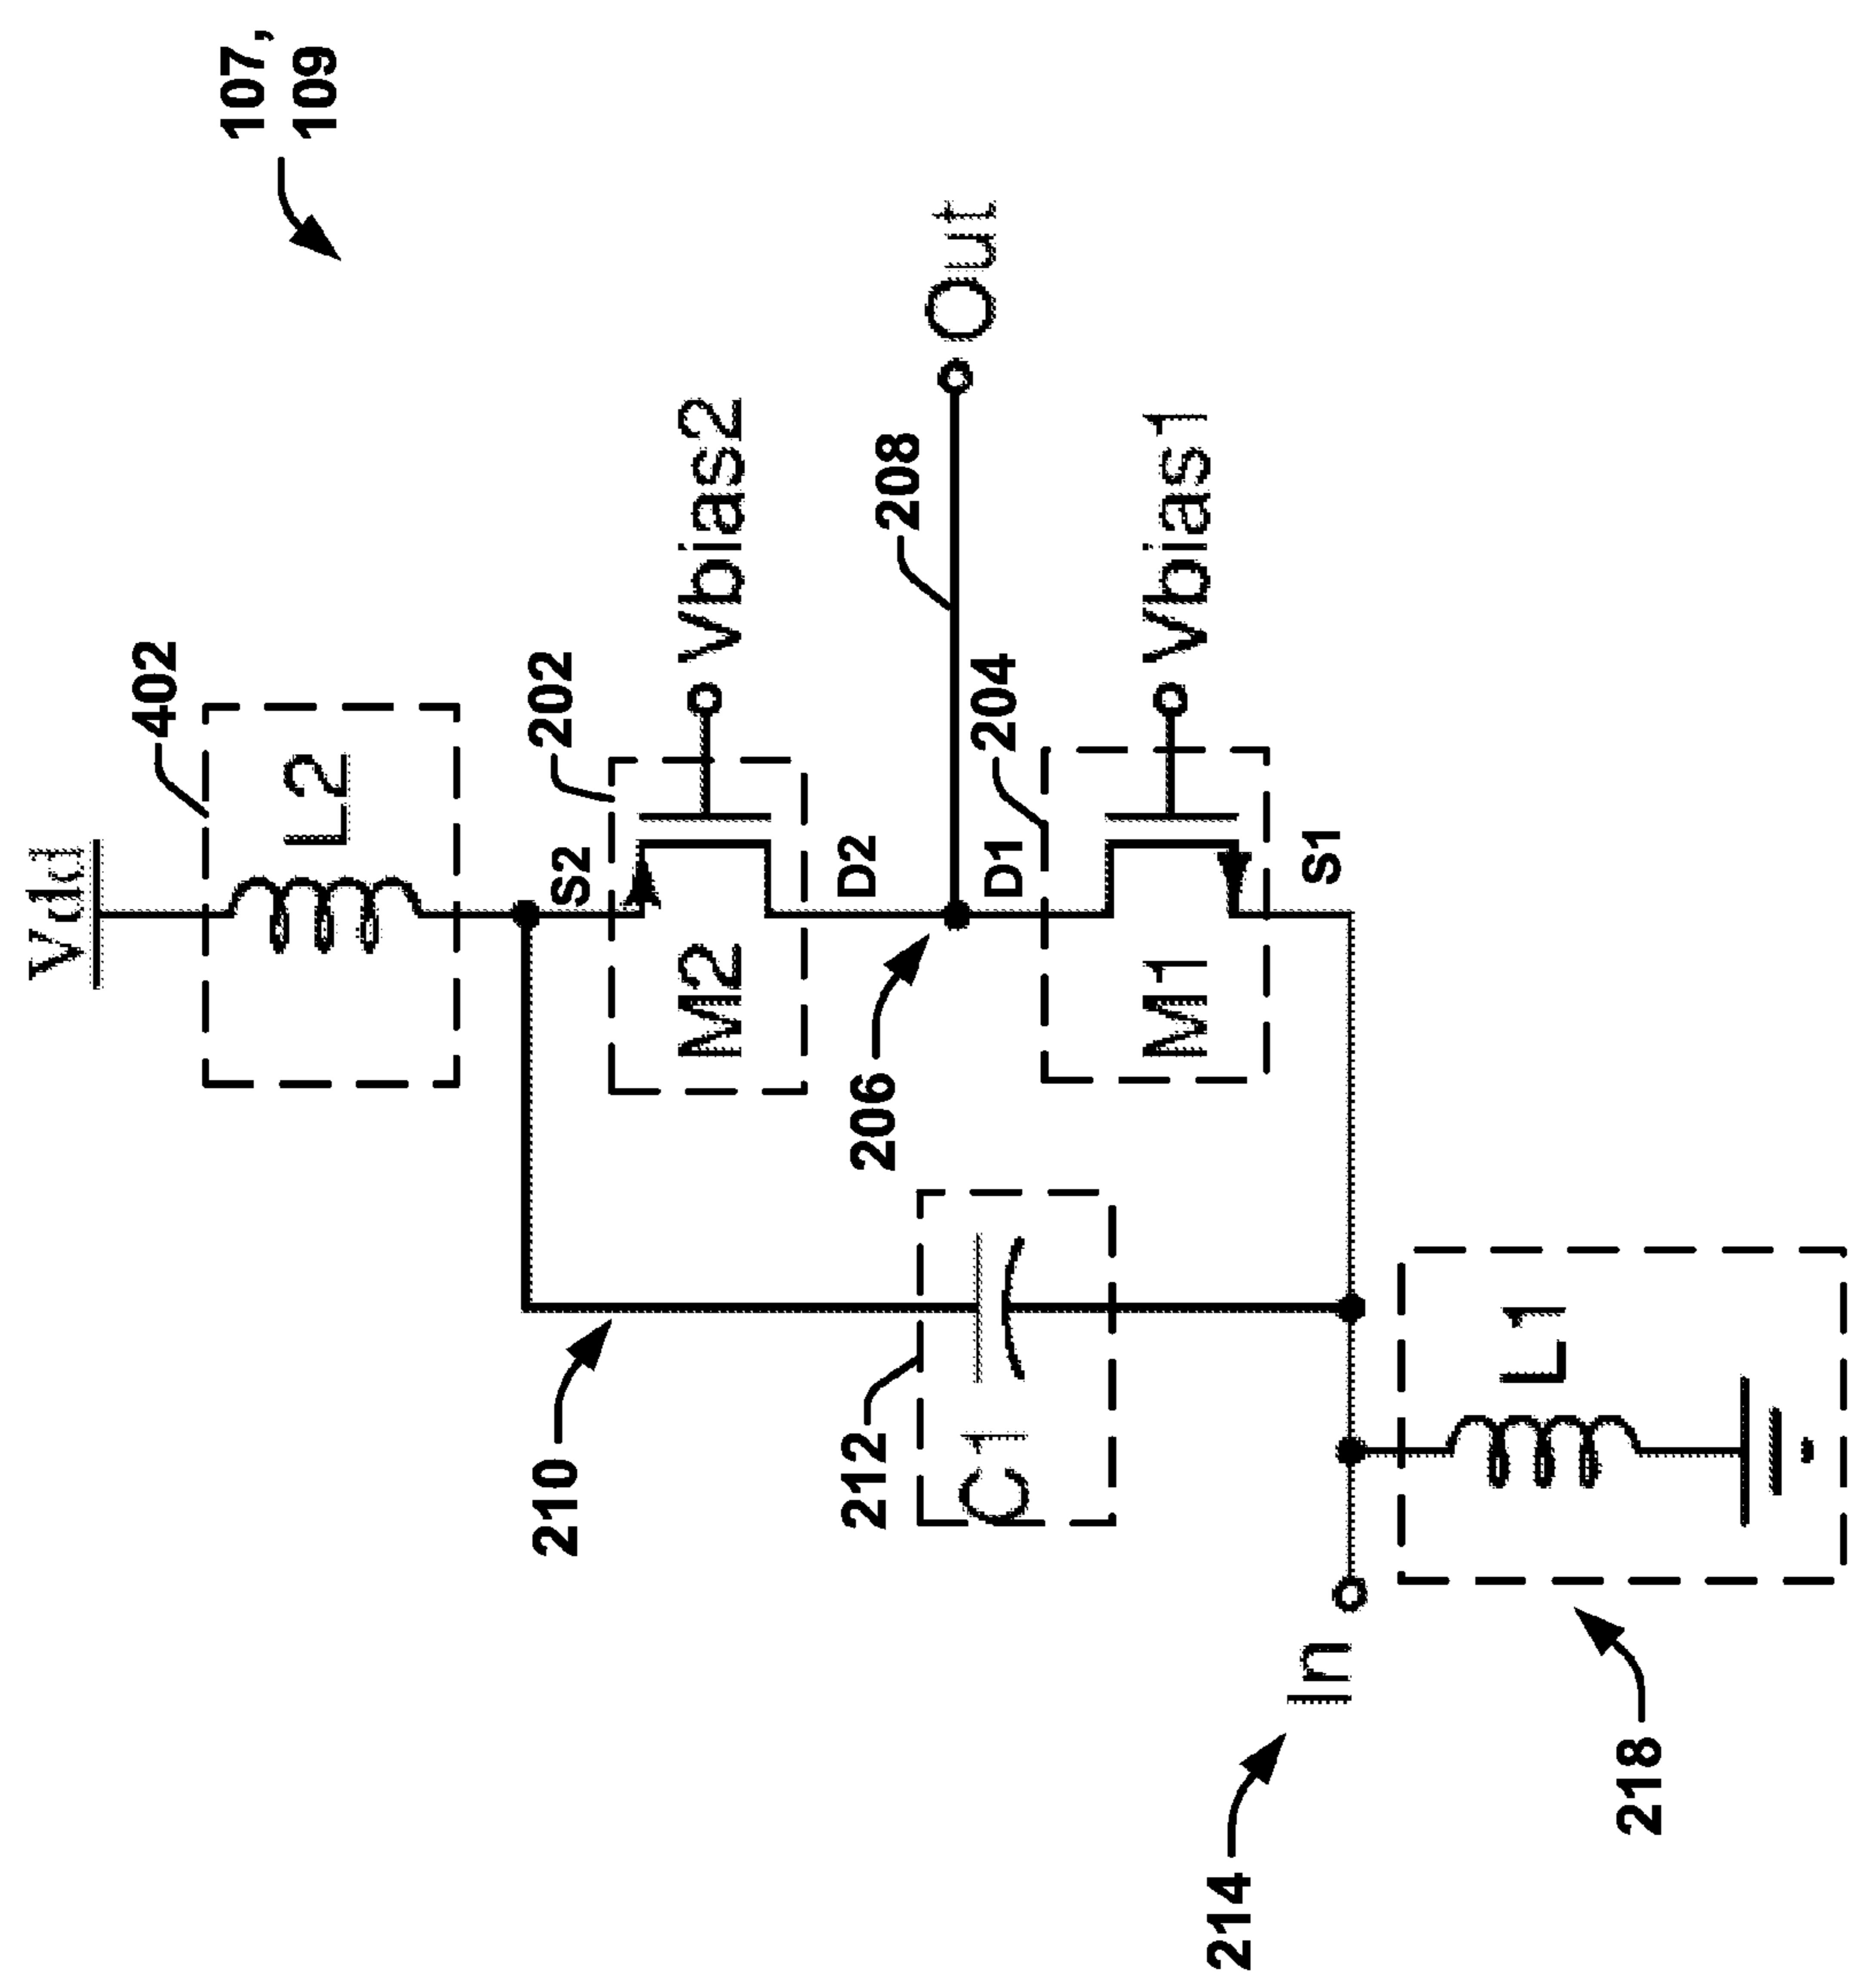 107,
109
Vdd
402
L2
202
S2
M2
Vbias2
D2
208
Out
206
204
D1
M1
Vbias1
S1
210
212
C1
214
In
L1
218